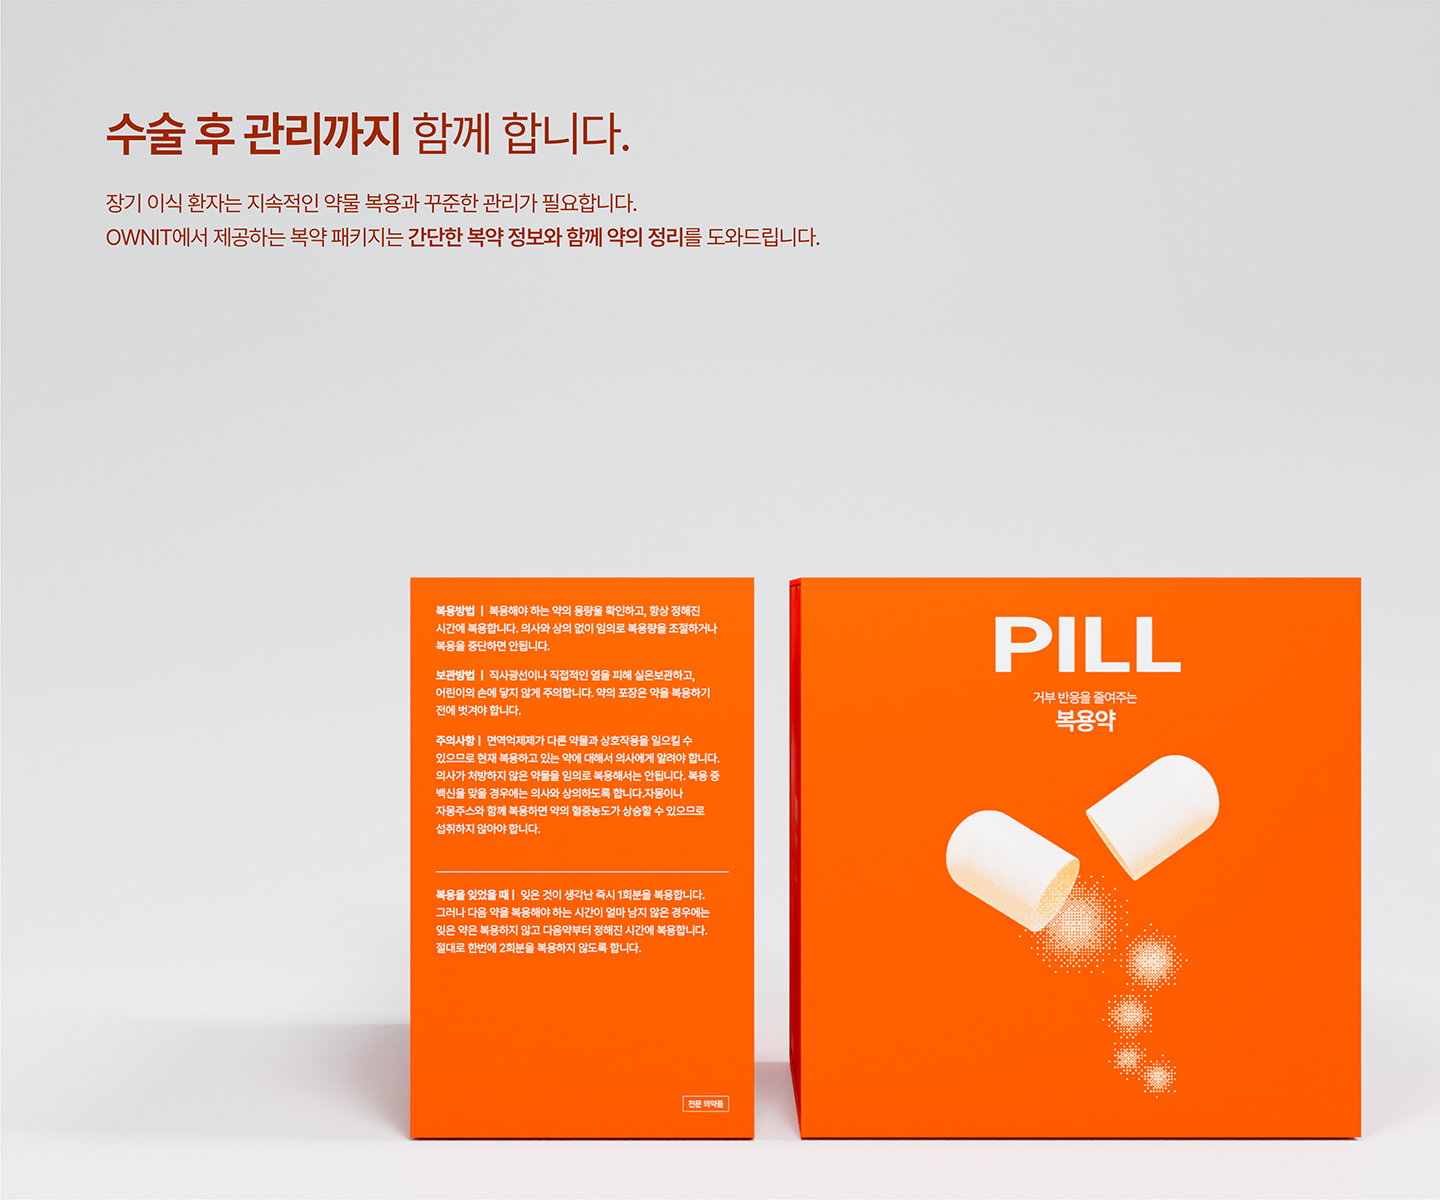 수술 후 관리까지 함께 합니다.
장기 이식 환자는 지속적인 약물 복용과 꾸준한 관리가 필요합니다.
OWNIT에서 제공하는 복약 패키지는 간단한 복약 정보와 함께 약의 정리를 도와드립니다.
복용방법 | 복용해야 하는 약의 용량을 확인하고, 항상 정해진
시간에 복용합니다. 의사와 상의 없이 임의로 복용량을 조절하거나
복용을 중단하면 안됩니다.
보관방법 | 직사광선이나 직접적인 열을 피해 실온보관하고,
어린이의 손에 닿지 않게 주의합니다. 약의 포장은 약을 복용하기
전에 벗겨야 합니다.
주의사항 | 면역억제제가 다른 약물과 상호작용을 일으킬 수
있으므로 현재 복용하고 있는 약에 대해서 의사에게 알려야 합니다.
의사가 처방하지 않은 약물을 임의로 복용해서는 안됩니다. 복용 중
백신을 맞을 경우에는 의사와 상의하도록 합니다.자몽이나
자몽주스와 함께 복용하면 약의 혈중농도가 상승할 수 있으므로
섭취하지 않아야 합니다.
복용을 잊었을 때 | 잊은 것이 생각난 즉시 1회분을 복용합니다.
그러나 다음 약을 복용해야 하는 시간이 얼마 남지 않은 경우에는
잊은 약은 복용하지 않고 다음약부터 정해진 시간에 복용합니다.
절대로 한번에 2회분을 복용하지 않도록 합니다.
전문 의약품
PILL
거부 반응을 줄여주는
복용약